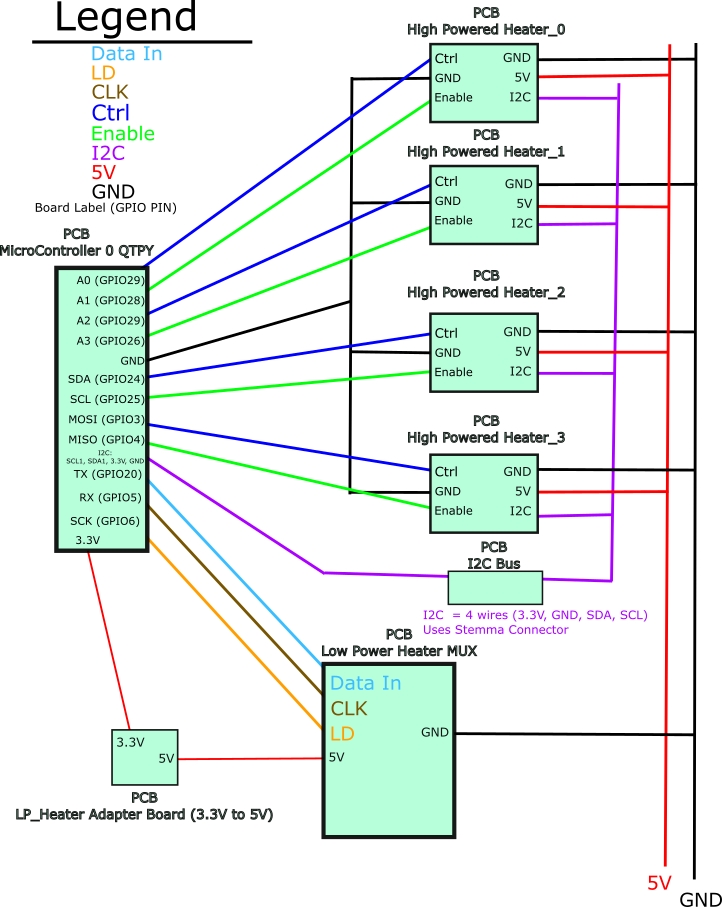 Legend
Data In
LD
CLK
Ctrl
Enable
I2C
5V
GND
Board Label (GPIO PIN)
PCB
MicroController 0 QTPY
A0 (GPIO29)
A1 (GPIO28)
A2 (GPIO29)
A3 (GPIO26)
GND
SDA (GPIO24)
SCL (GPIO25)
MOSI (GPIO3)
MISO (GPIO4)
I2C:
SCL1, SDA1, 3.3V, GND
TX (GPIO20)
RX (GPIO5)
SCK (GPIO6)
3.3V
PCB
High Powered Heater_0
Ctrl GND
GND 5V
Enable I2C
PCB
High Powered Heater_1
Ctrl GND
GND 5V
Enable I2C
PCB
High Powered Heater_2
Ctrl GND
GND 5V
Enable I2C
PCB
High Powered Heater_3
Ctrl GND
GND 5V
Enable I2C
PCB
I2C Bus
I2C = 4 wires (3.3V, GND, SDA, SCL)
Uses Stemma Connector
PCB
Low Power Heater MUX
Data In
CLK
LD GND
5V
3.3V
5V
PCB
LP_Heater Adapter Board (3.3V to 5V)
5V
GND